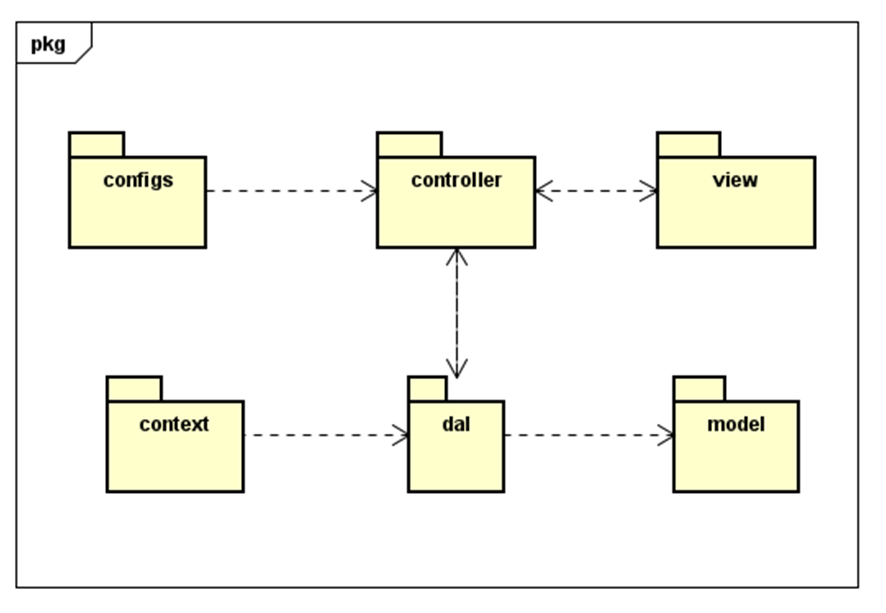 pkg
configs
controller
view
context
dal
model